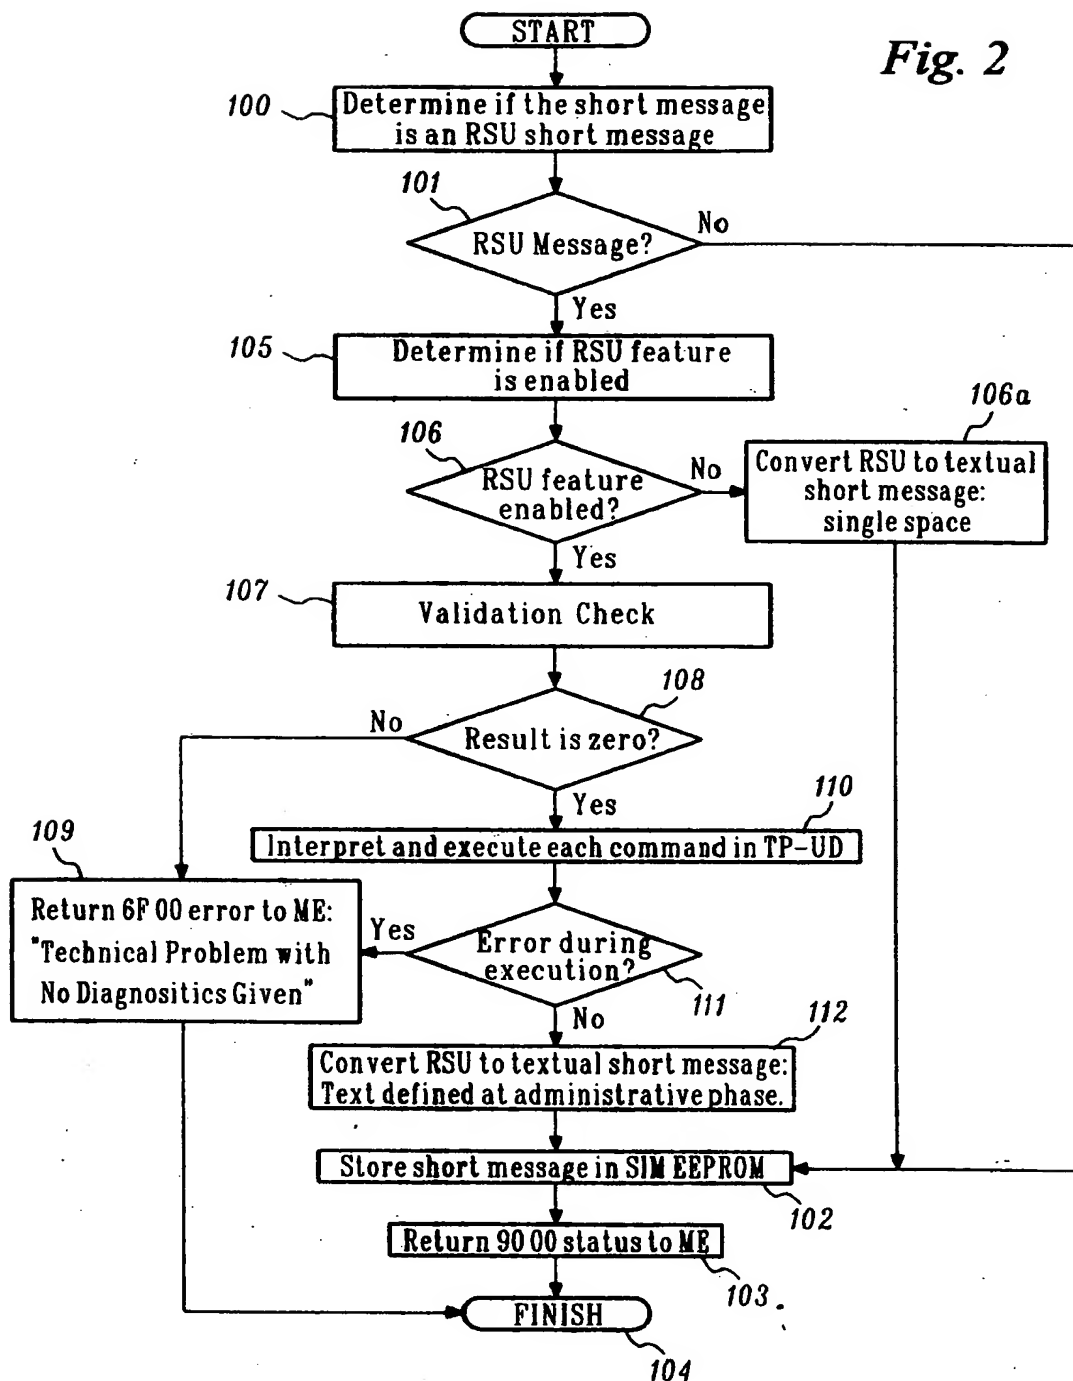 START
Fig. 2
100
Determine if the short message
is an RSU short message
101
RSU Message?
No
Yes
105
Determine if RSU feature
is enabled
106
RSU feature
enabled?
No
106a
Convert RSU to textual
short message:
single space
Yes
107
Validation Check
108
Result is zero?
No
Yes
110
Interpret and execute each command in TP-UD
109
Return 6F 00 error to ME:
"Technical Problem with
No Diagnositics Given"
Yes
Error during
execution?
111
No
112
Convert RSU to textual short message:
Text defined at administrative phase.
Store short message in SIM EEPROM
102
Return 90 00 status to ME
103
FINISH
104